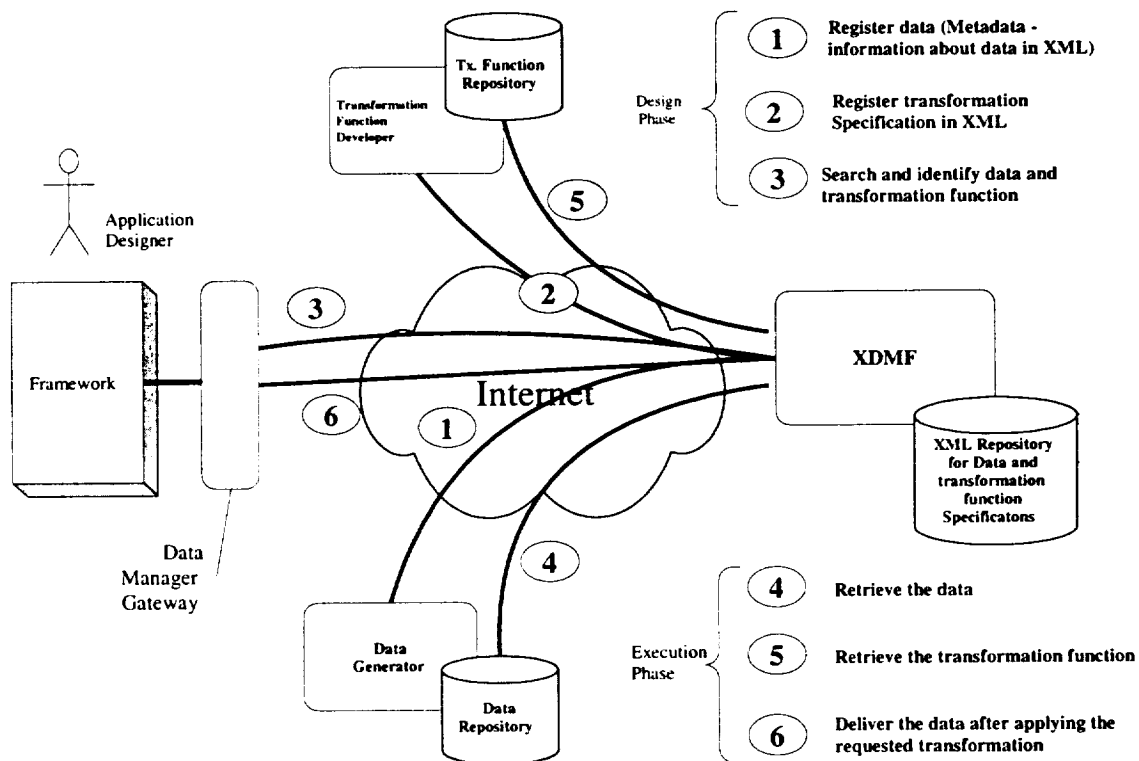 Tx. Function
Repository
Transformation
Function
Developer
Design
Phase
1
Register data (Metadata -
information about data in XML)
2
Register transformation
Specification in XML
3
Search and identify data and
transformation function
Application
Designer
5
2
3
Framework
XDMF
Internet
6
1
XML Repository
for Data and
transformation
function
Specificatons
Data
Manager
Gateway
4
Data
Generator
Data
Repository
Execution
Phase
4
Retrieve the data
5
Retrieve the transformation function
6
Deliver the data after applying the
requested transformation